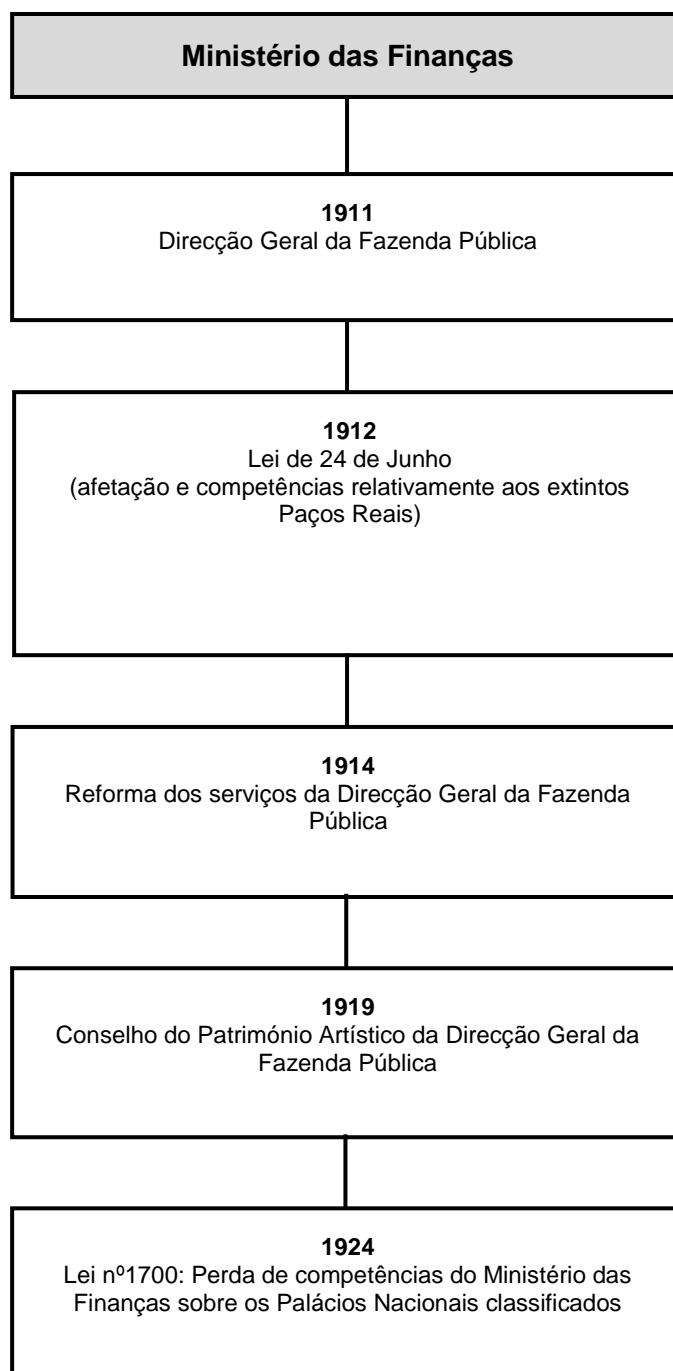 Ministério das Finanças
1911
Direcção Geral da Fazenda Pública
1912
Lei de 24 de Junho
(afetação e competências relativamente aos extintos
Paços Reais)
1914
Reforma dos serviços da Direcção Geral da Fazenda
Pública
1919
Conselho do Património Artístico da Direcção Geral da
Fazenda Pública
1924
Lei nº1700: Perda de competências do Ministério das
Finanças sobre os Palácios Nacionais classificados